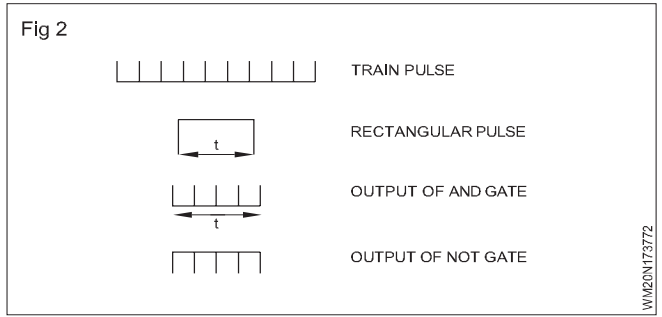 Fig 2
TRAIN PULSE
t
RECTANGULAR PULSE
OUTPUT OF AND GATE
t
OUTPUT OF NOT GATE
WM20N173772